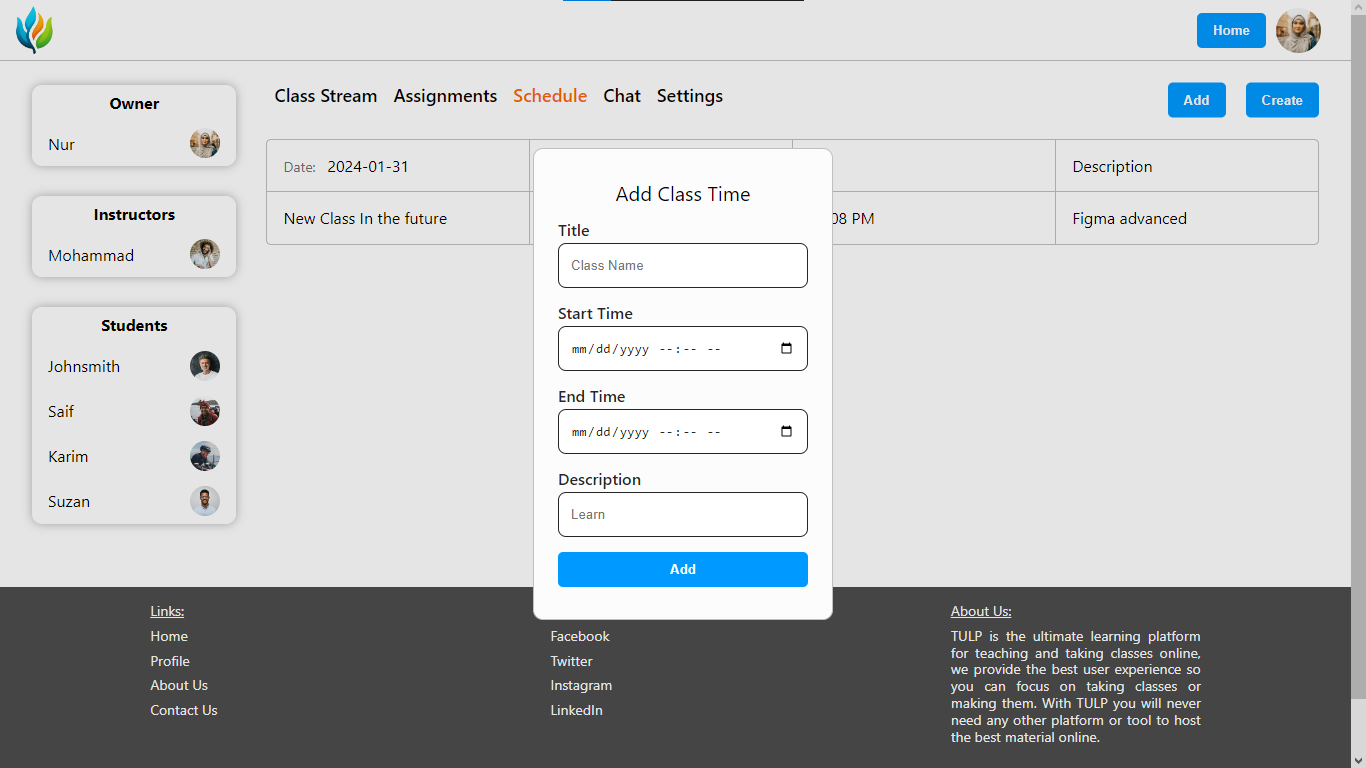 Home
Owner
Nur
Instructors
Mohammad
Students
Johnsmith
Saif
Karim
Suzan
Class Stream Assignments Schedule Chat Settings
Add Create
Date: 2024-01-31
Description
New Class In the future
08 PM
Figma advanced
Add Class Time
Title
Class Name
Start Time
mm/dd/yyyy --:-- --
End Time
mm/dd/yyyy --:-- --
Description
Learn
Add
Links:
Home
Profile
About Us
Contact Us
Facebook
Twitter
Instagram
LinkedIn
About Us:
TULP is the ultimate learning platform
for teaching and taking classes online,
we provide the best user experience so
you can focus on taking classes or
making them. With TULP you will never
need any other platform or tool to host
the best material online.